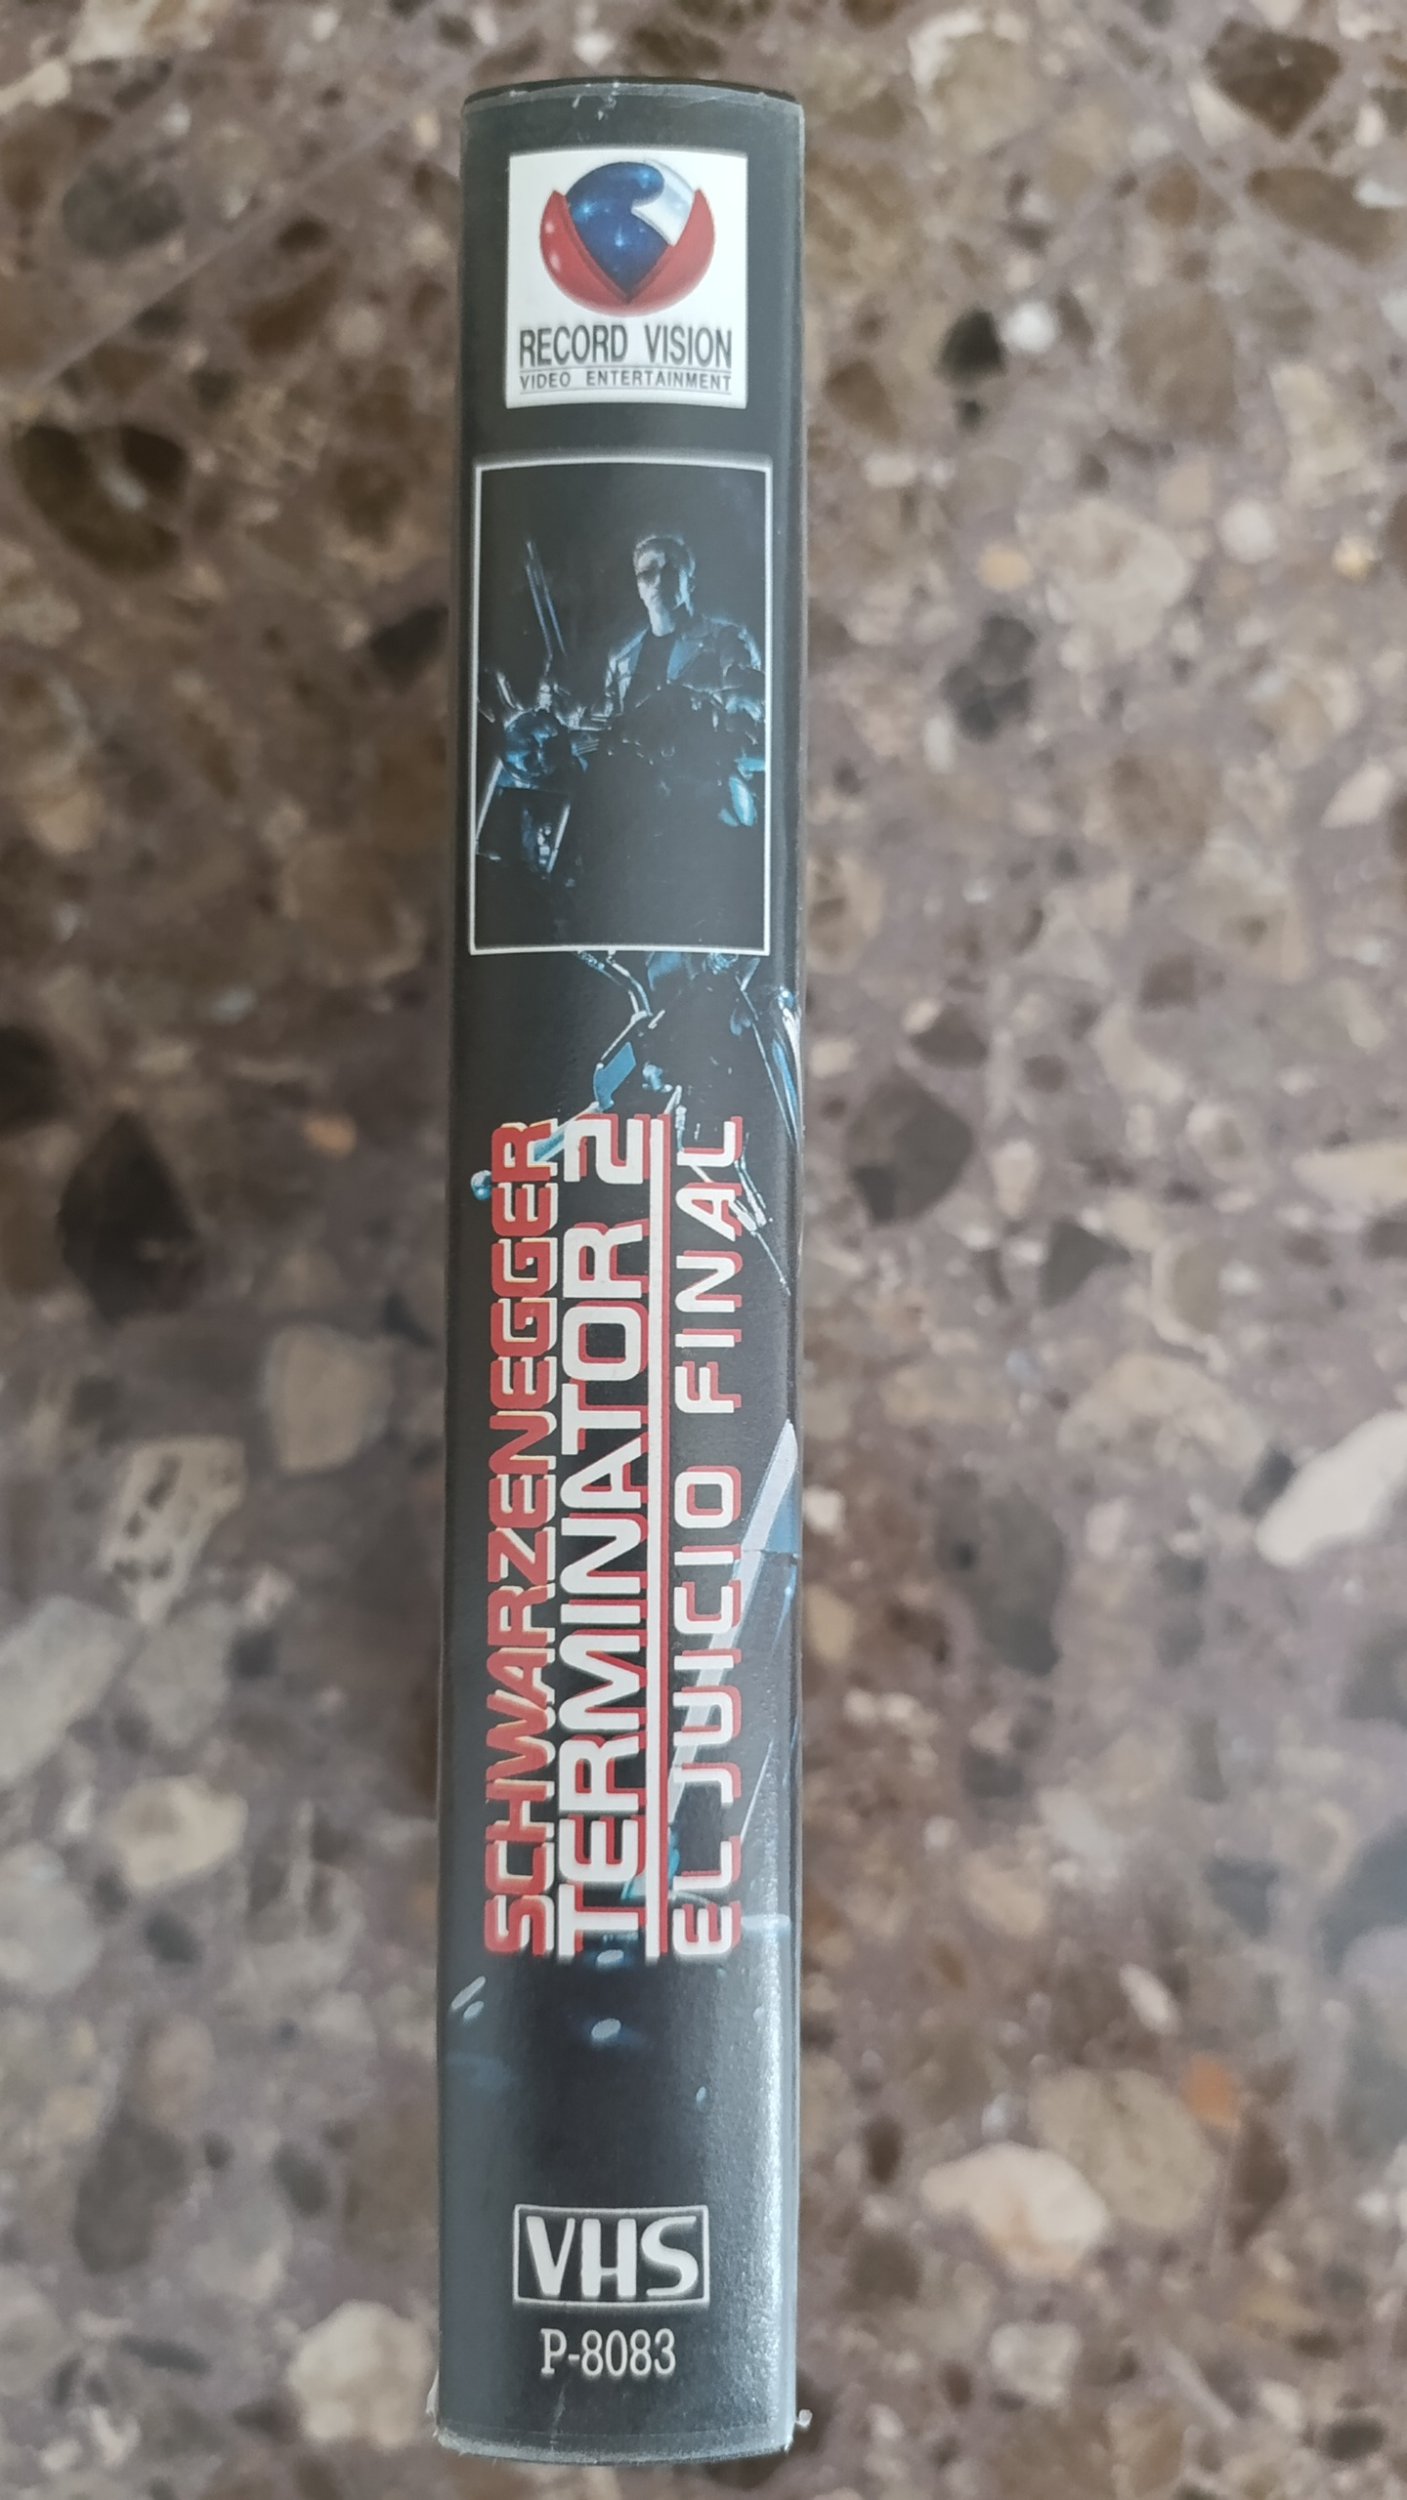 RECORD VISION
VIDEO ENTERTAINMENT
SCHWARZENEGGER
TERMINATOR 2
EL JUICIO FINAL
VHS
P-8083